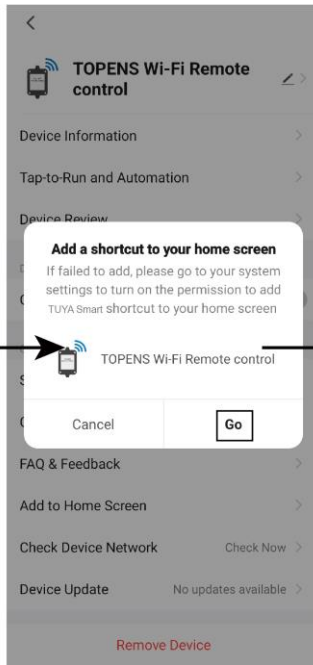 TOPENS Wi-Fi Remote
control
Device Information
Tap-to-Run and Automation
Device Review
Add a shortcut to your home screen
If failed to add, please go to your system
settings to turn on the permission to add
TUYA Smart shortcut to your home screen
TOPENS Wi-Fi Remote control
Cancel
Go
FAQ & Feedback
Add to Home Screen
Check Device Network
Check Now
Device Update
No updates available
Remove Device